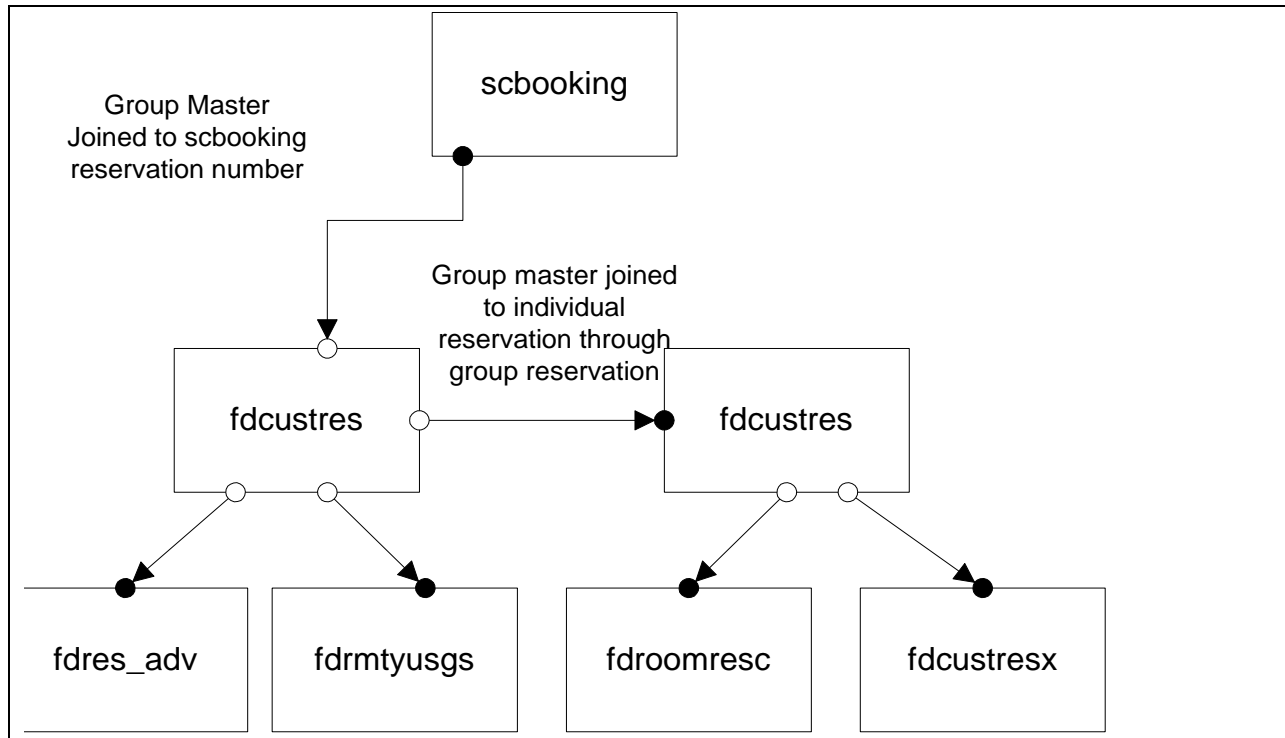 scbooking
Group Master
Joined to scbooking
reservation number
Group master joined
to individual
reservation through
group reservation
fdcustres
fdcustres
fdres_adv
fdrmtyusgs
fdroomresc
fdcustresx